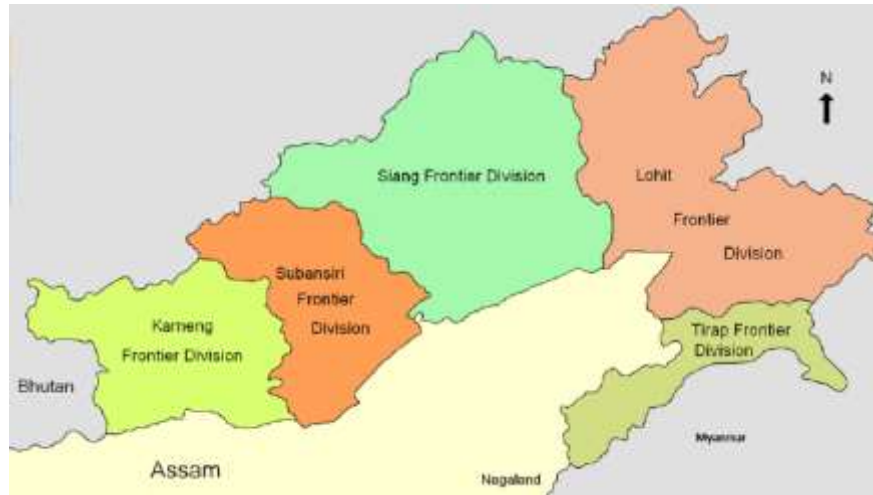 N
Siang Frontier Division
Lohit
Frontier
Division
Subansiri
Frontier
Division
Kameng
Frontier Division
Tirap Frontier
Division
Bhutan
Myanmar
Assam
Nagaland